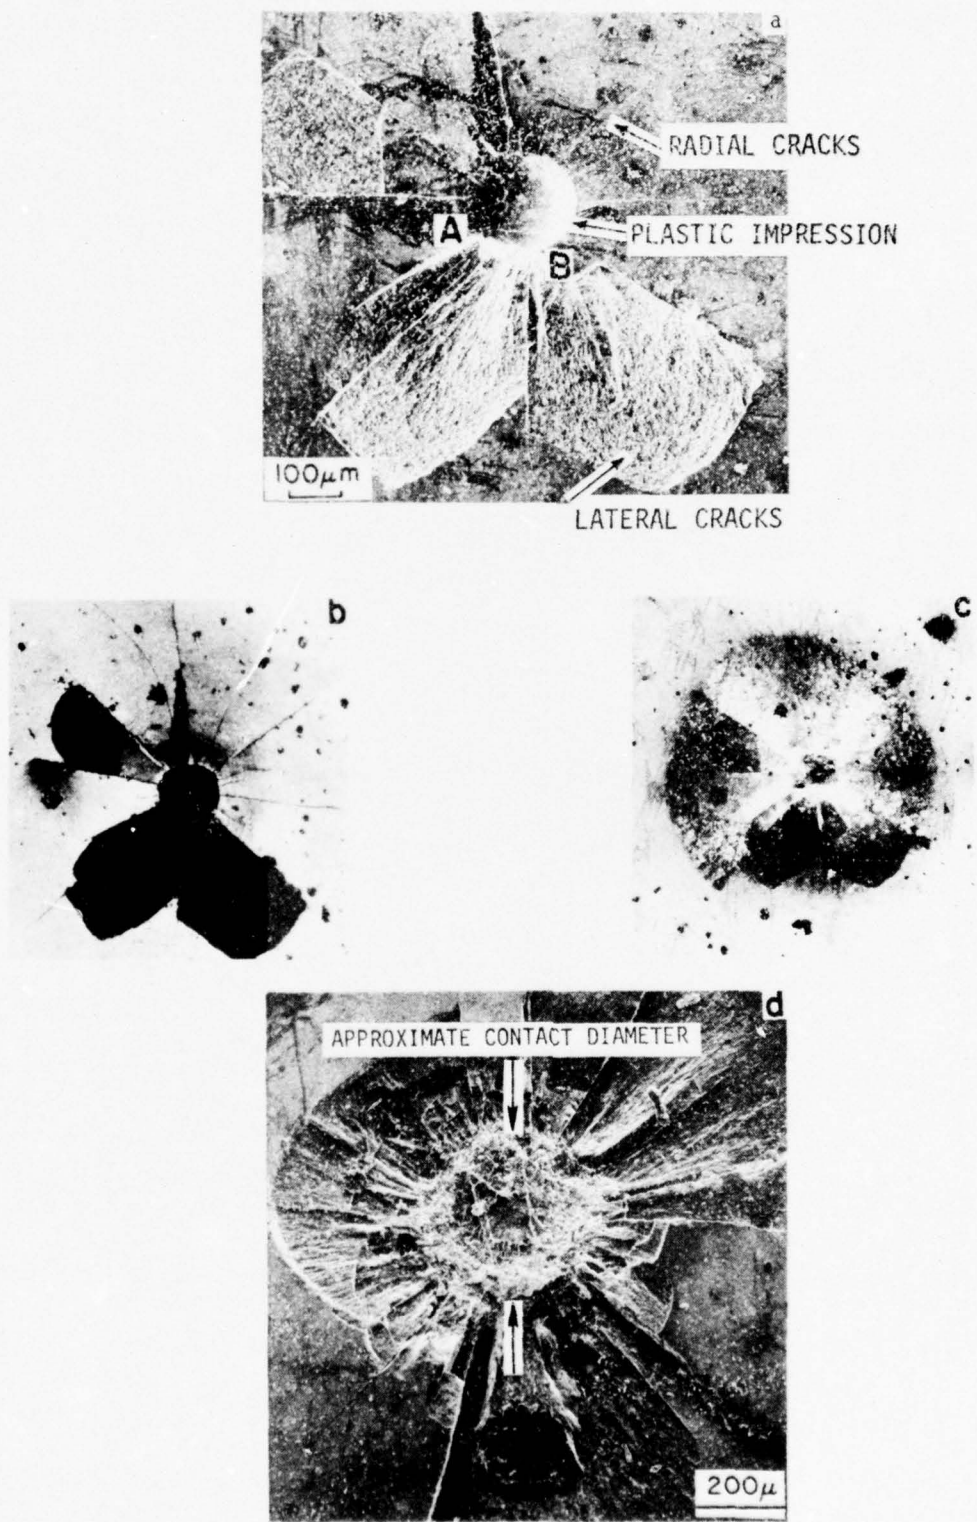 a
RADIAL CRACKS
A
PLASTIC IMPRESSION
B
100μm
LATERAL CRACKS
b
c
d
APPROXIMATE CONTACT DIAMETER
200μ